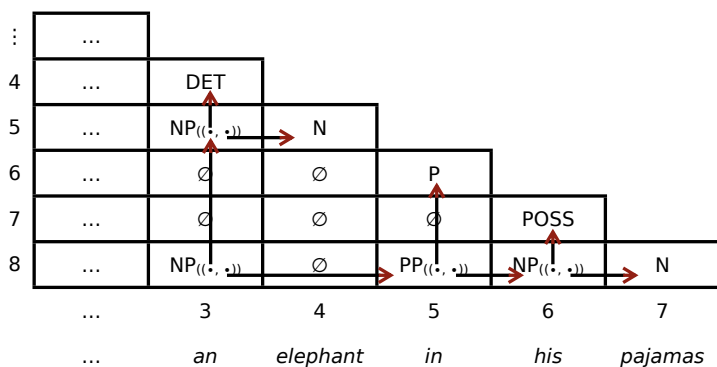 ⋮ ...
4 ... DET
5 ... NP((•, •)) N
6 ... ∅ ∅ P
7 ... ∅ ∅ ∅ POSS
8 ... NP((•, •)) ∅ PP((•, •)) NP((•, •)) N
... 3 4 5 6 7
... an elephant in his pajamas